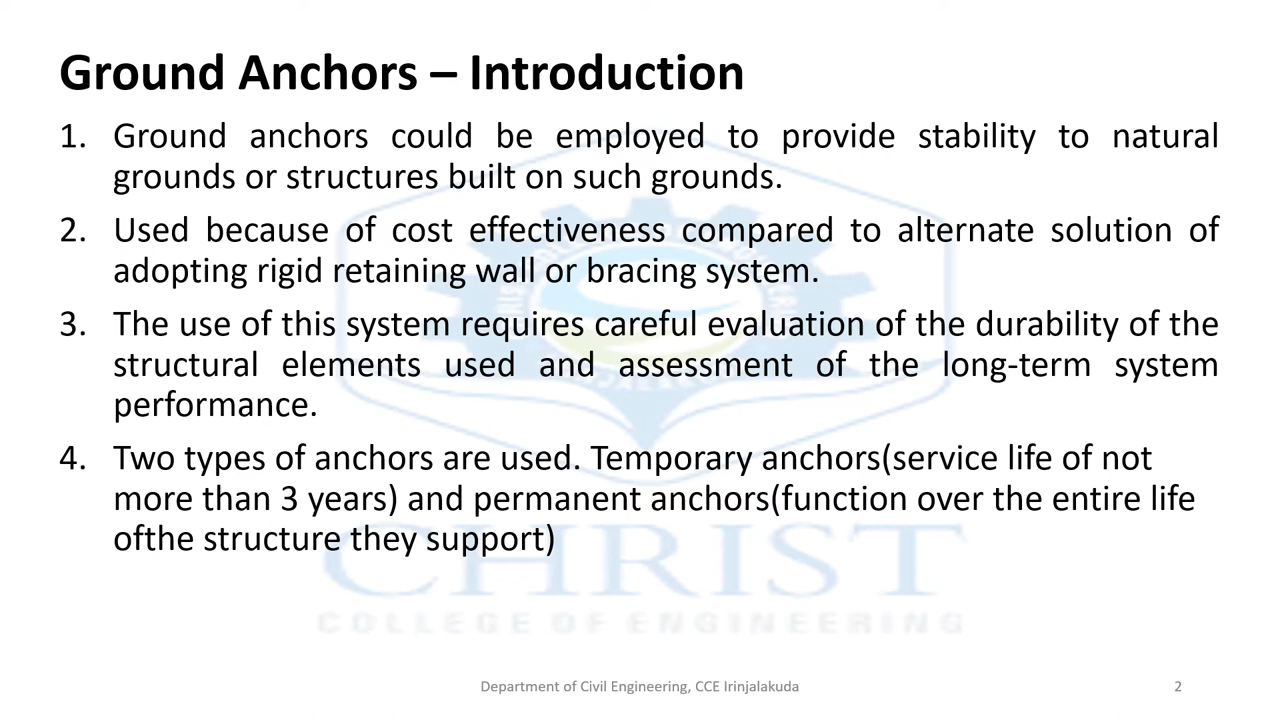 Ground Anchors – Introduction
1. Ground anchors could be employed to provide stability to natural
grounds or structures built on such grounds.
2. Used because of cost effectiveness compared to alternate solution of
adopting rigid retaining wall or bracing system.
3. The use of this system requires careful evaluation of the durability of the
structural elements used and assessment of the long-term system
performance.
4. Two types of anchors are used. Temporary anchors(service life of not
more than 3 years) and permanent anchors(function over the entire life
ofthe structure they support)
CHRIST
COLLEGE OF ENGINEERING
Department of Civil Engineering, CCE Irinjalakuda
2